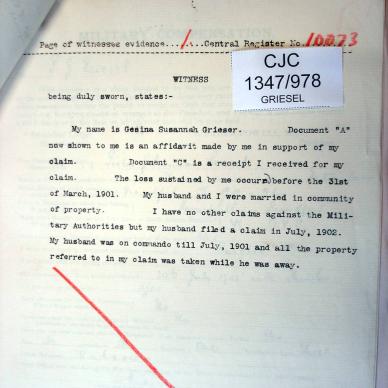 Page of witnesses evidence.../...Central Register No. 10073
CJC
1347/978
GRIESEL
WITNESS
being duly sworn, states:-
My name is Gesina Susannah Grieser. Document "A"
now shown to me is an affidavit made by me in support of my
claim. Document "C" is a receipt I received for my
claim. The loss sustained by me occurs)before the 31st
of March, 1901. My husband and I were married in community
of property. I have no other claims against the Mili-
tary Authorities but my husband filed a claim in July, 1902.
My husband was on commando till July, 1901 and all the property
referred to in my claim was taken while he was away.